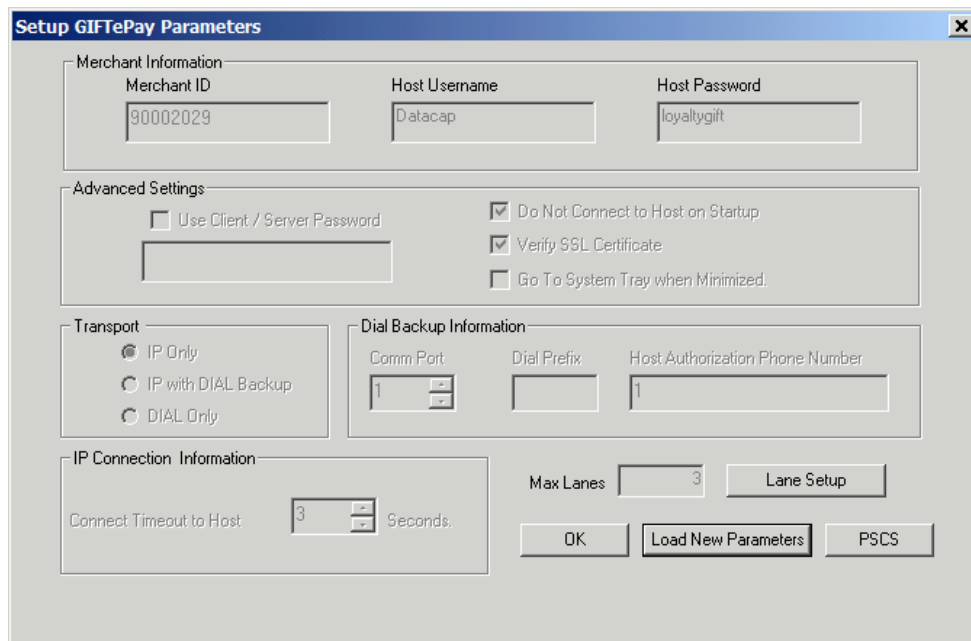 Setup GIFTePay Parameters
Merchant Information
Merchant ID Host Username Host Password
90002029 Datacap loyaltygift
Advanced Settings
Use Client / Server Password
Do Not Connect to Host on Startup
Verify SSL Certificate
Go To System Tray when Minimized.
Transport
IP Only
IP with DIAL Backup
DIAL Only
Dial Backup Information
Comm Port Dial Prefix Host Authorization Phone Number
1 1
IP Connection Information
Connect Timeout to Host 3 Seconds.
Max Lanes 3 Lane Setup
OK Load New Parameters PSCS